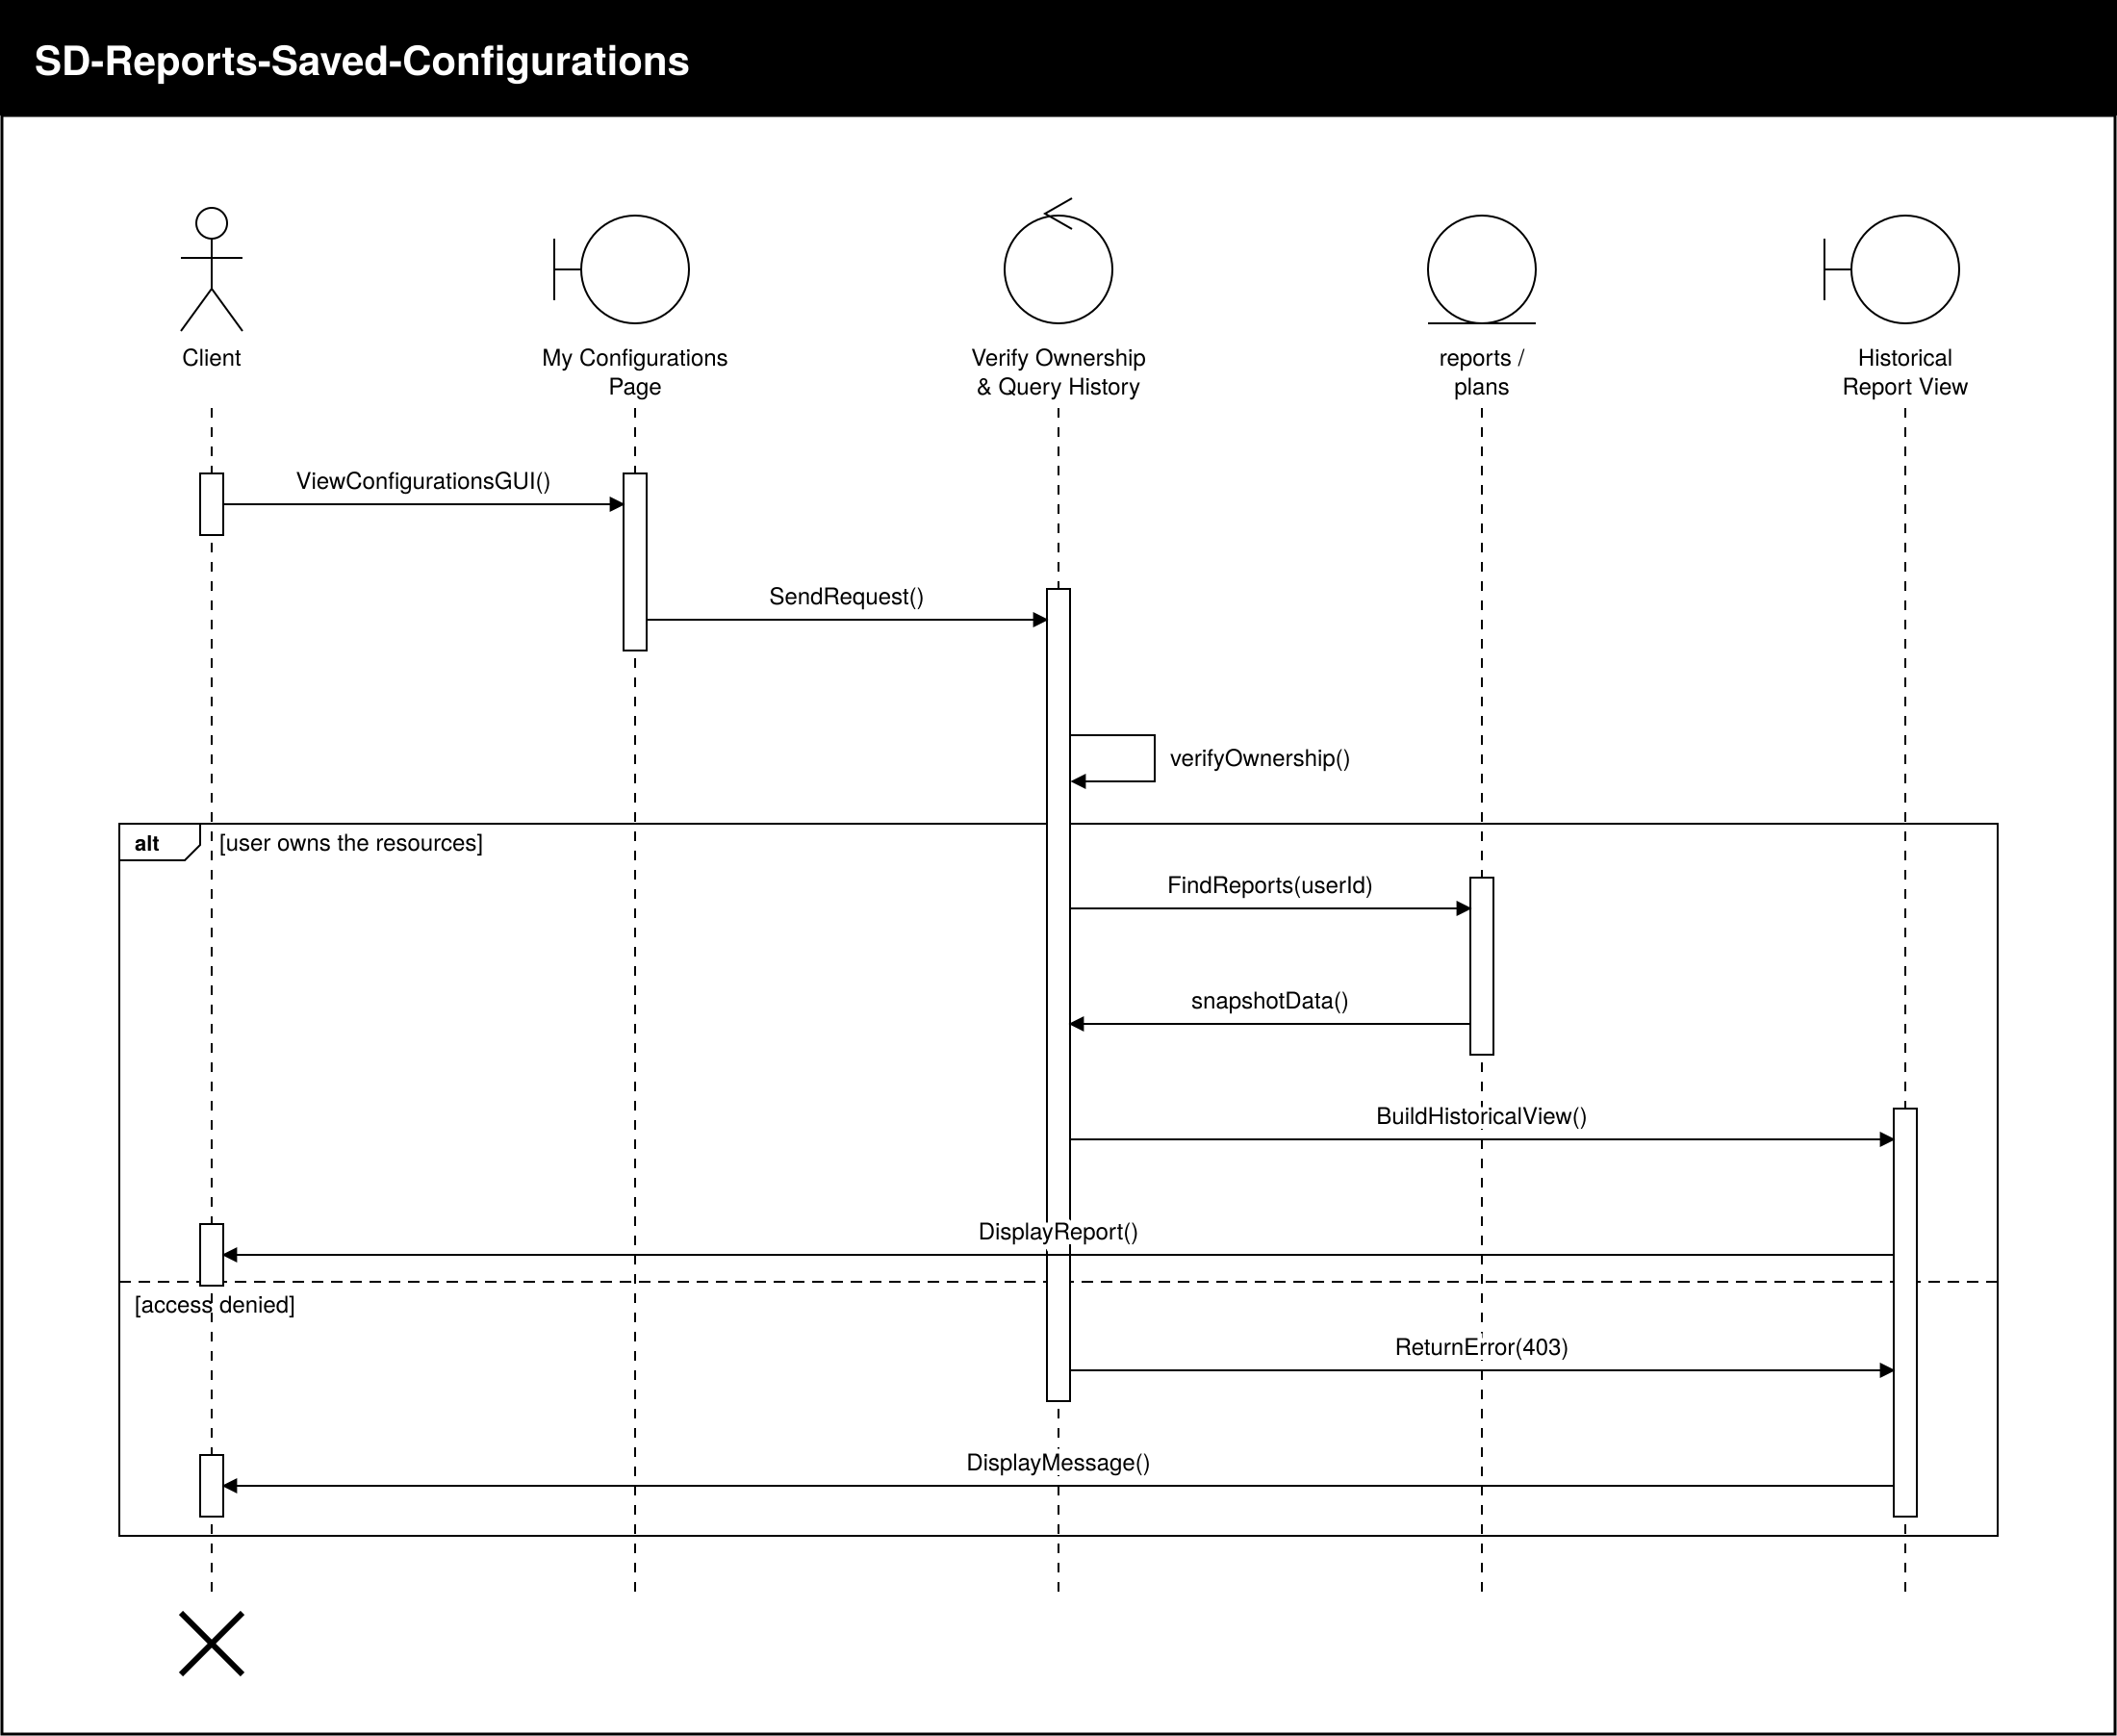 SD-Reports-Saved-Configurations
Client
My Configurations
Page
Verify Ownership
& Query History
reports /
plans
Historical
Report View
ViewConfigurationsGUI()
SendRequest()
verifyOwnership()
alt
[user owns the resources]
FindReports(userId)
snapshotData()
BuildHistoricalView()
DisplayReport()
[access denied]
ReturnError(403)
DisplayMessage()